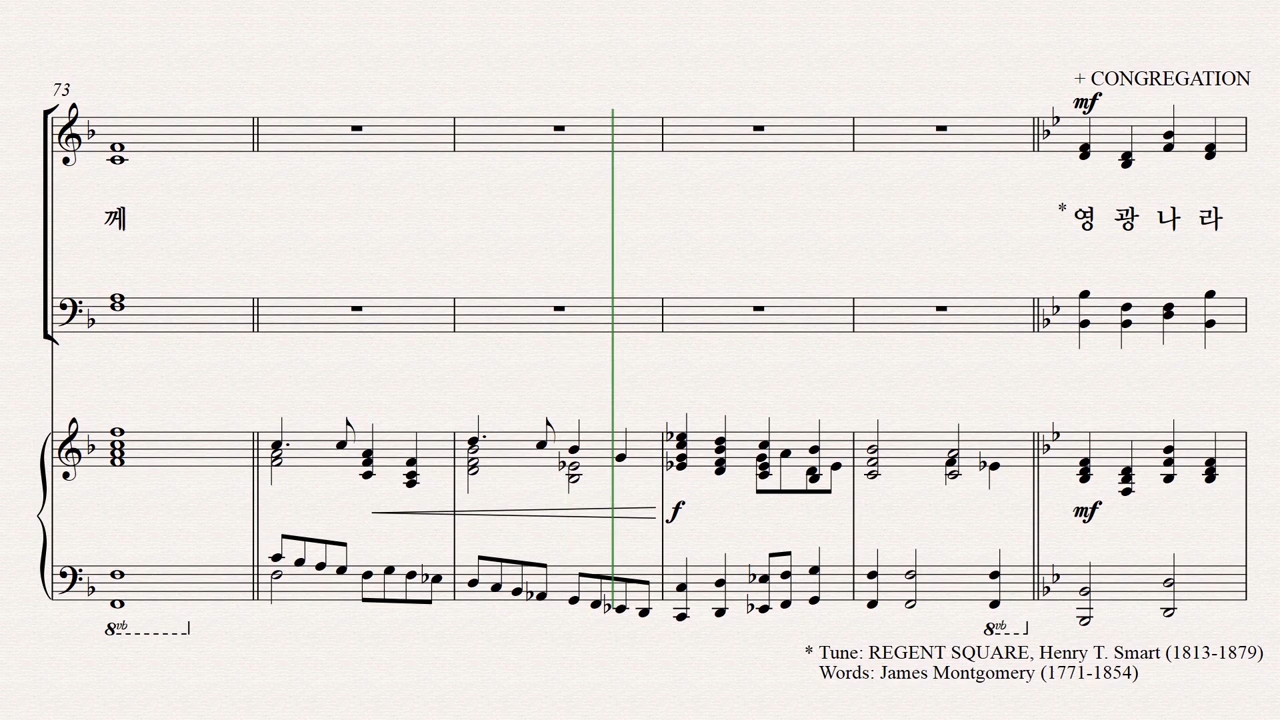 73
+ CONGREGATION
mf
께
* 영 광 나 라
f
mf
8vb
8vb
* Tune: REGENT SQUARE, Henry T. Smart (1813-1879)
Words: James Montgomery (1771-1854)